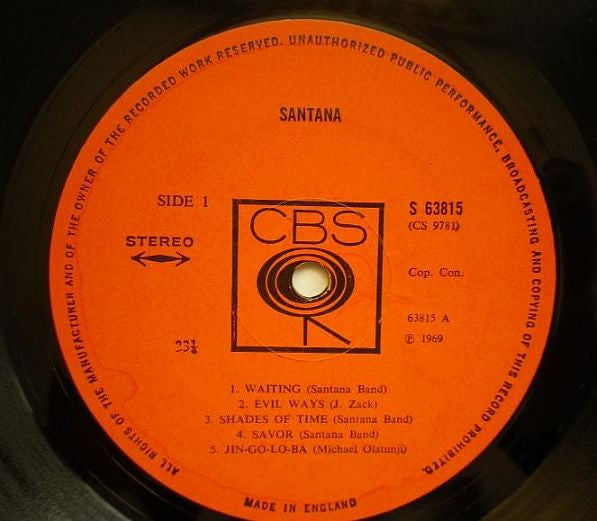 ALL RIGHTS OF THE MANUFACTURER AND OF THE OWNER OF THE RECORDED WORK RESERVED. UNAUTHORIZED PUBLIC PERFORMANCE, BROADCASTING AND COPYING OF THIS RECORD PROHIBITED.
SANTANA
SIDE 1
STEREO
CBS
S 63815
(CS 9781)
Cop. Con.
63815 A
℗ 1969
33⅓
1. WAITING (Santana Band)
2. EVIL WAYS (J. Zack)
3. SHADES OF TIME (Santana Band)
4. SAVOR (Santana Band)
5. JIN-GO-LO-BA (Michael Olatunji)
MADE IN ENGLAND